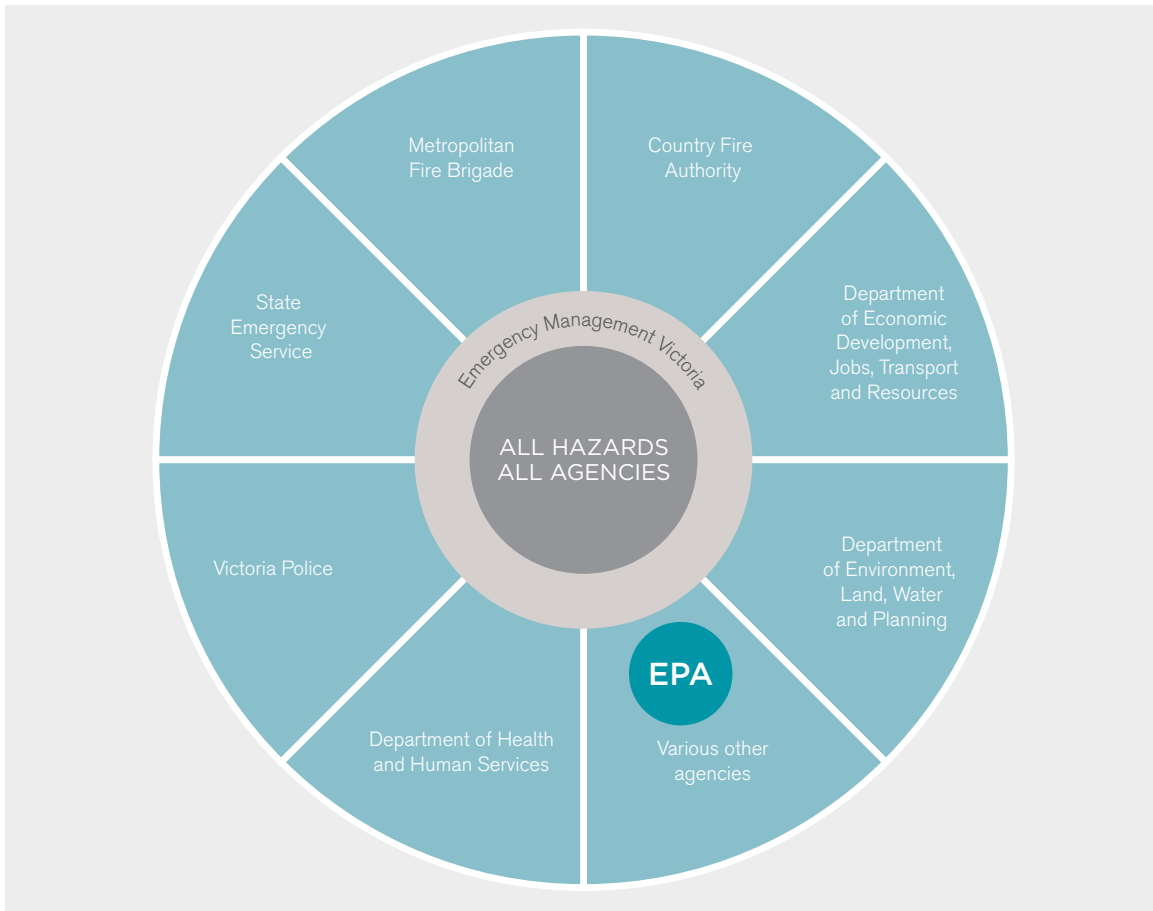 Metropolitan
Fire Brigade
Country Fire
Authority
State
Emergency
Service
Department
of Economic
Development,
Jobs, Transport
and Resources
Emergency Management Victoria
ALL HAZARDS
ALL AGENCIES
Victoria Police
Department
of Environment,
Land, Water
and Planning
EPA
Department of Health
and Human Services
Various other
agencies